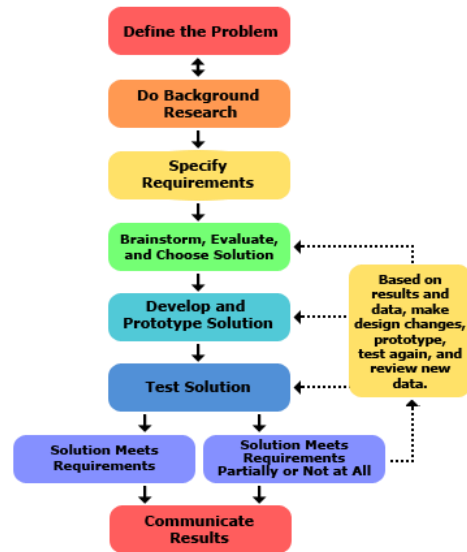 Define the Problem
Do Background
Research
Specify
Requirements
Brainstorm, Evaluate,
and Choose Solution
Based on
results and
data, make
design changes,
prototype,
test again, and
review new
data.
Develop and
Prototype Solution
Test Solution
Solution Meets
Requirements
Solution Meets
Requirements
Partially or Not at All
Communicate
Results